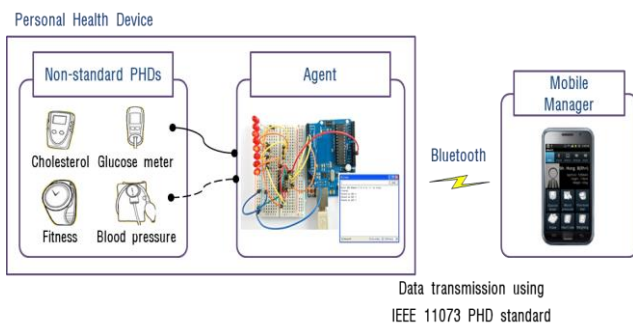 Personal Health Device
Non-standard PHDs
Agent
Mobile
Manager
Cholesterol
Glucose meter
Fitness
Blood pressure
Bluetooth
Data transmission using
IEEE 11073 PHD standard